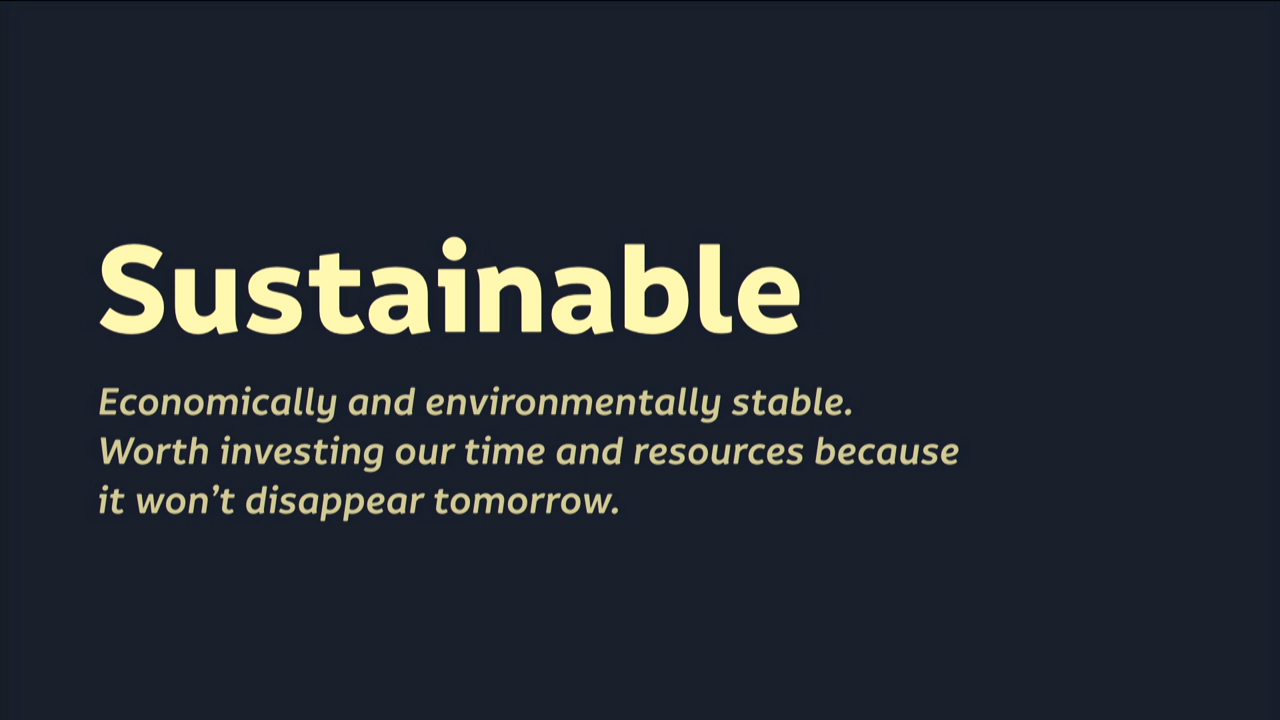 Sustainable
Economically and environmentally stable.
Worth investing our time and resources because
it won’t disappear tomorrow.